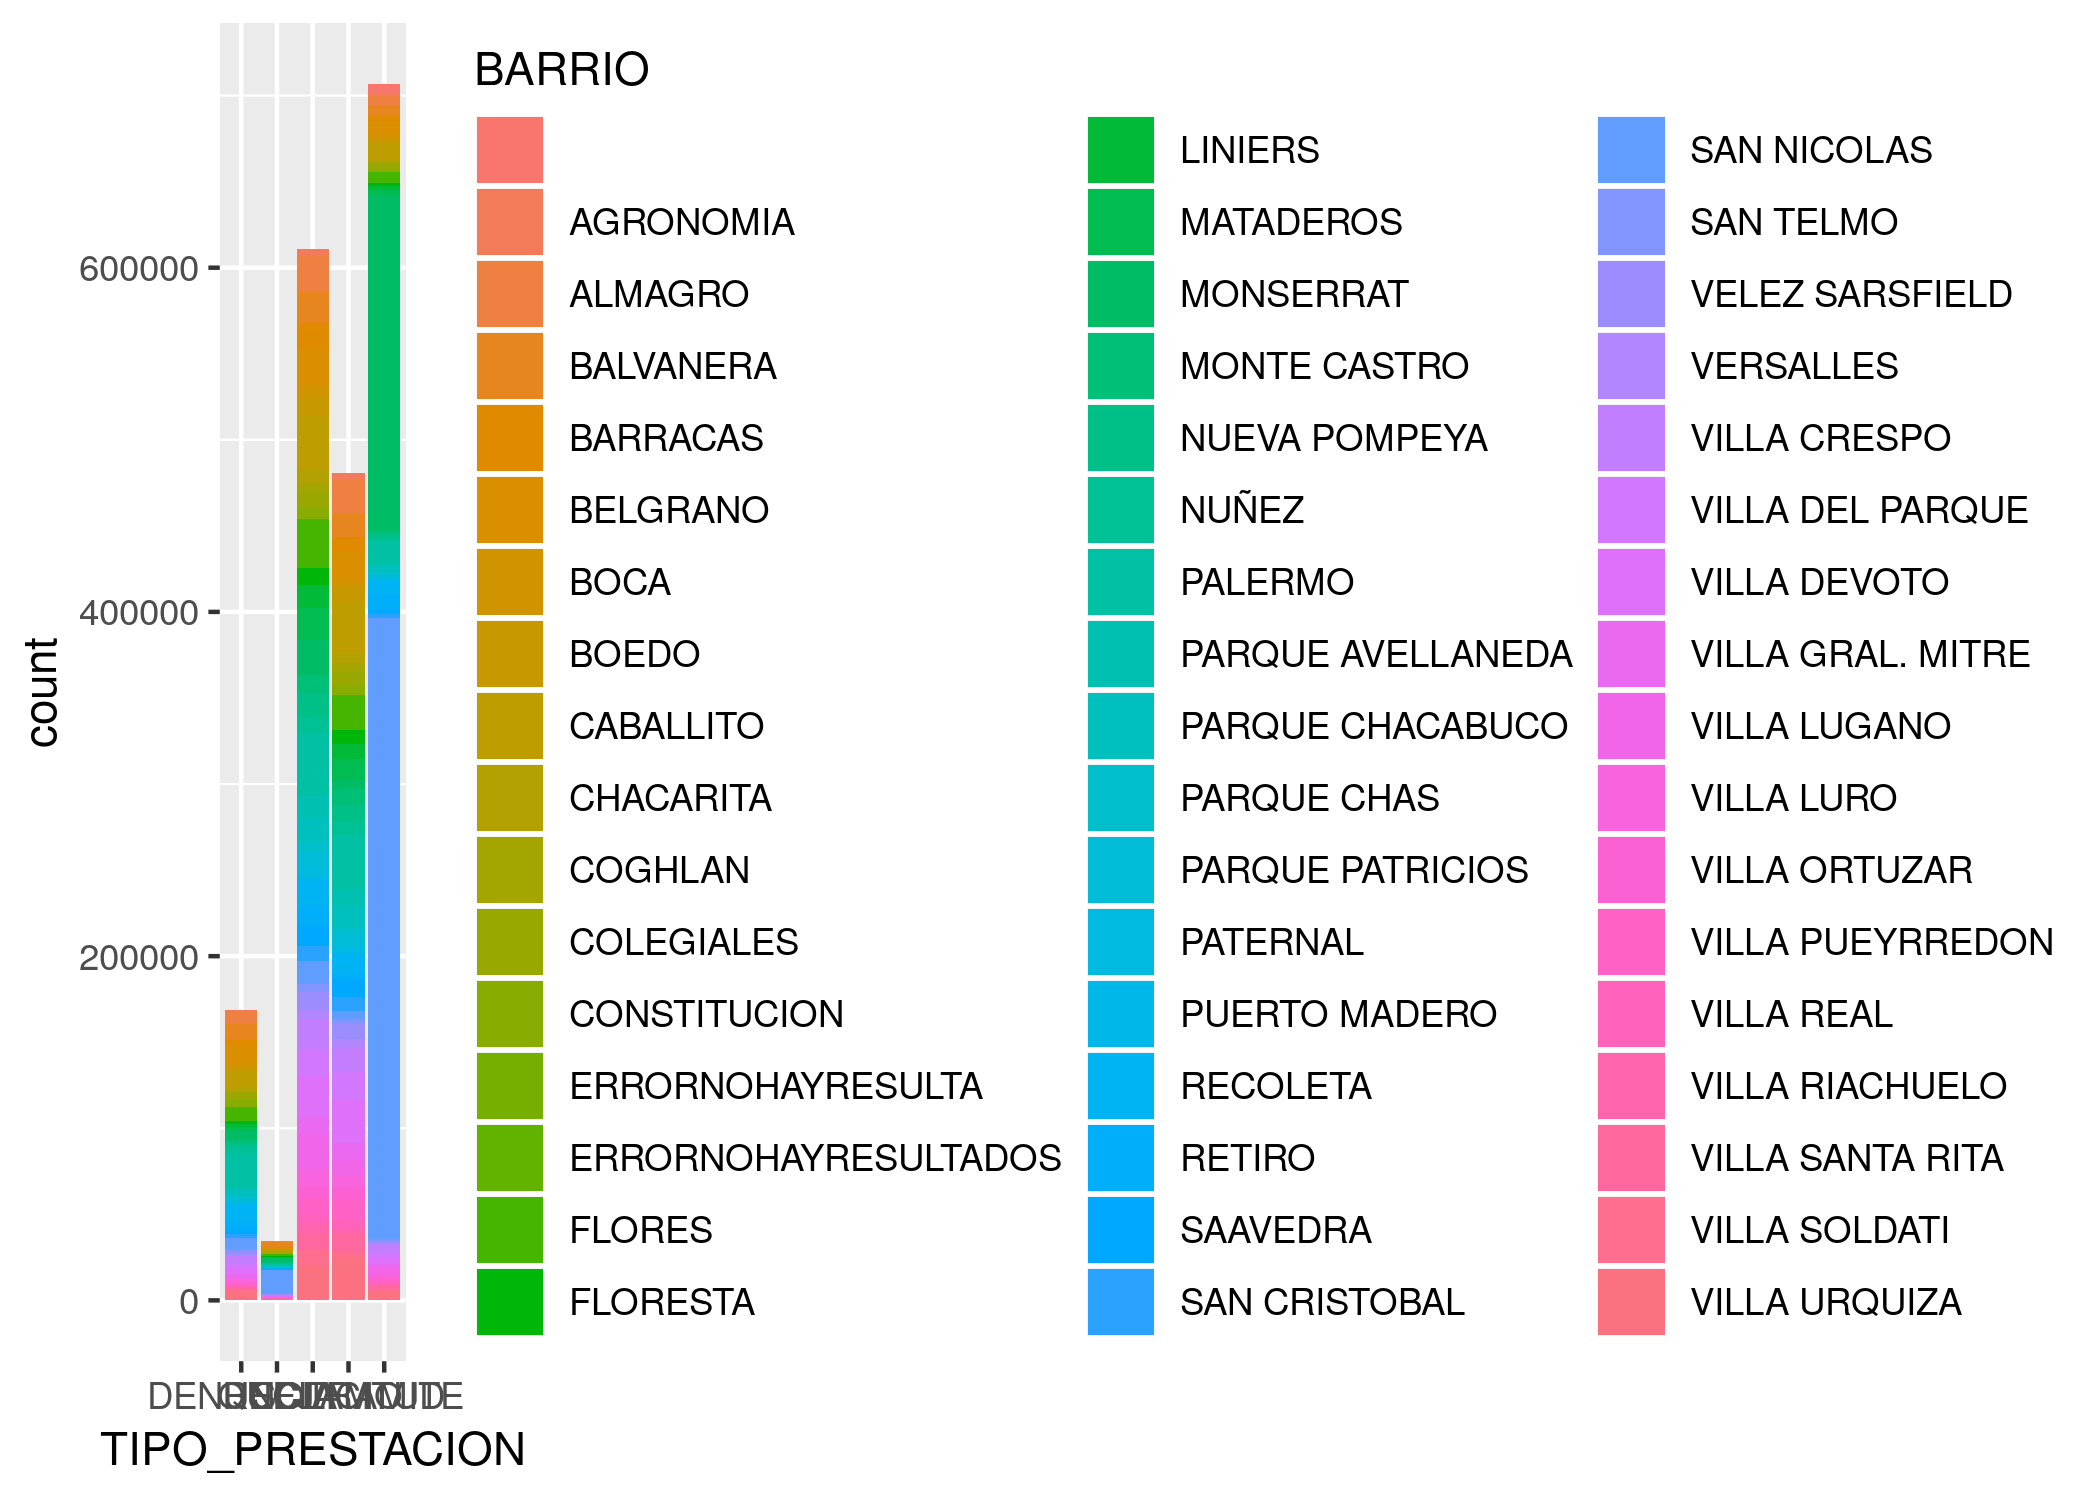 BARRIO
AGRONOMIA
ALMAGRO
BALVANERA
BARRACAS
BELGRANO
BOCA
BOEDO
CABALLITO
CHACARITA
COGHLAN
COLEGIALES
CONSTITUCION
ERRORNOHAYRESULTA
ERRORNOHAYRESULTADOS
FLORES
FLORESTA
LINIERS
MATADEROS
MONSERRAT
MONTE CASTRO
NUEVA POMPEYA
NUÑEZ
PALERMO
PARQUE AVELLANEDA
PARQUE CHACABUCO
PARQUE CHAS
PARQUE PATRICIOS
PATERNAL
PUERTO MADERO
RECOLETA
RETIRO
SAAVEDRA
SAN CRISTOBAL
SAN NICOLAS
SAN TELMO
VELEZ SARSFIELD
VERSALLES
VILLA CRESPO
VILLA DEL PARQUE
VILLA DEVOTO
VILLA GRAL. MITRE
VILLA LUGANO
VILLA LURO
VILLA ORTUZAR
VILLA PUEYRREDON
VILLA REAL
VILLA RIACHUELO
VILLA SANTA RITA
VILLA SOLDATI
VILLA URQUIZA
600000
400000
200000
0
count
TIPO_PRESTACION